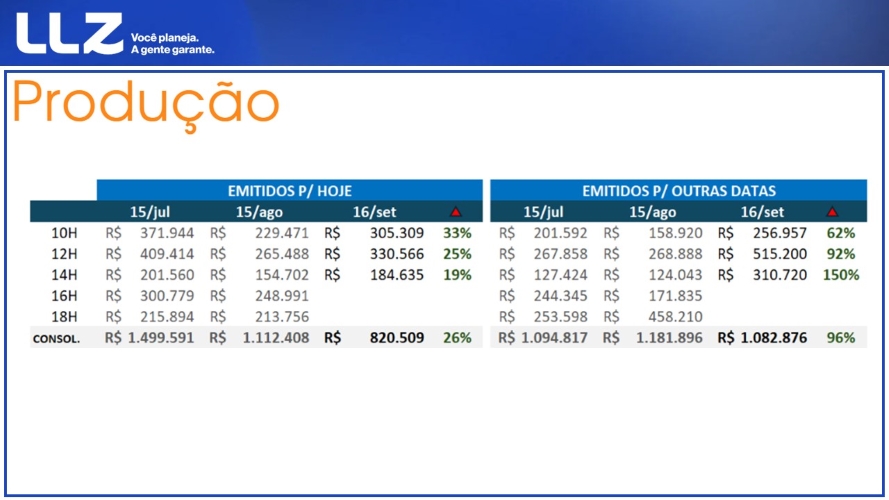 LLZ Você planeja.
A gente garante.
Produção
EMITIDOS P/ HOJE EMITIDOS P/ OUTRAS DATAS
15/jul 15/ago 16/set 15/jul 15/ago 16/set
10H R$ 371.944 R$ 229.471 R$ 305.309 33% R$ 201.592 R$ 158.920 R$ 256.957 62%
12H R$ 409.414 R$ 265.488 R$ 330.566 25% R$ 267.858 R$ 268.888 R$ 515.200 92%
14H R$ 201.560 R$ 154.702 R$ 184.635 19% R$ 127.424 R$ 124.043 R$ 310.720 150%
16H R$ 300.779 R$ 248.991 R$ 244.345 R$ 171.835
18H R$ 215.894 R$ 213.756 R$ 253.598 R$ 458.210
CONSOL. R$ 1.499.591 R$ 1.112.408 R$ 820.509 26% R$ 1.094.817 R$ 1.181.896 R$ 1.082.876 96%